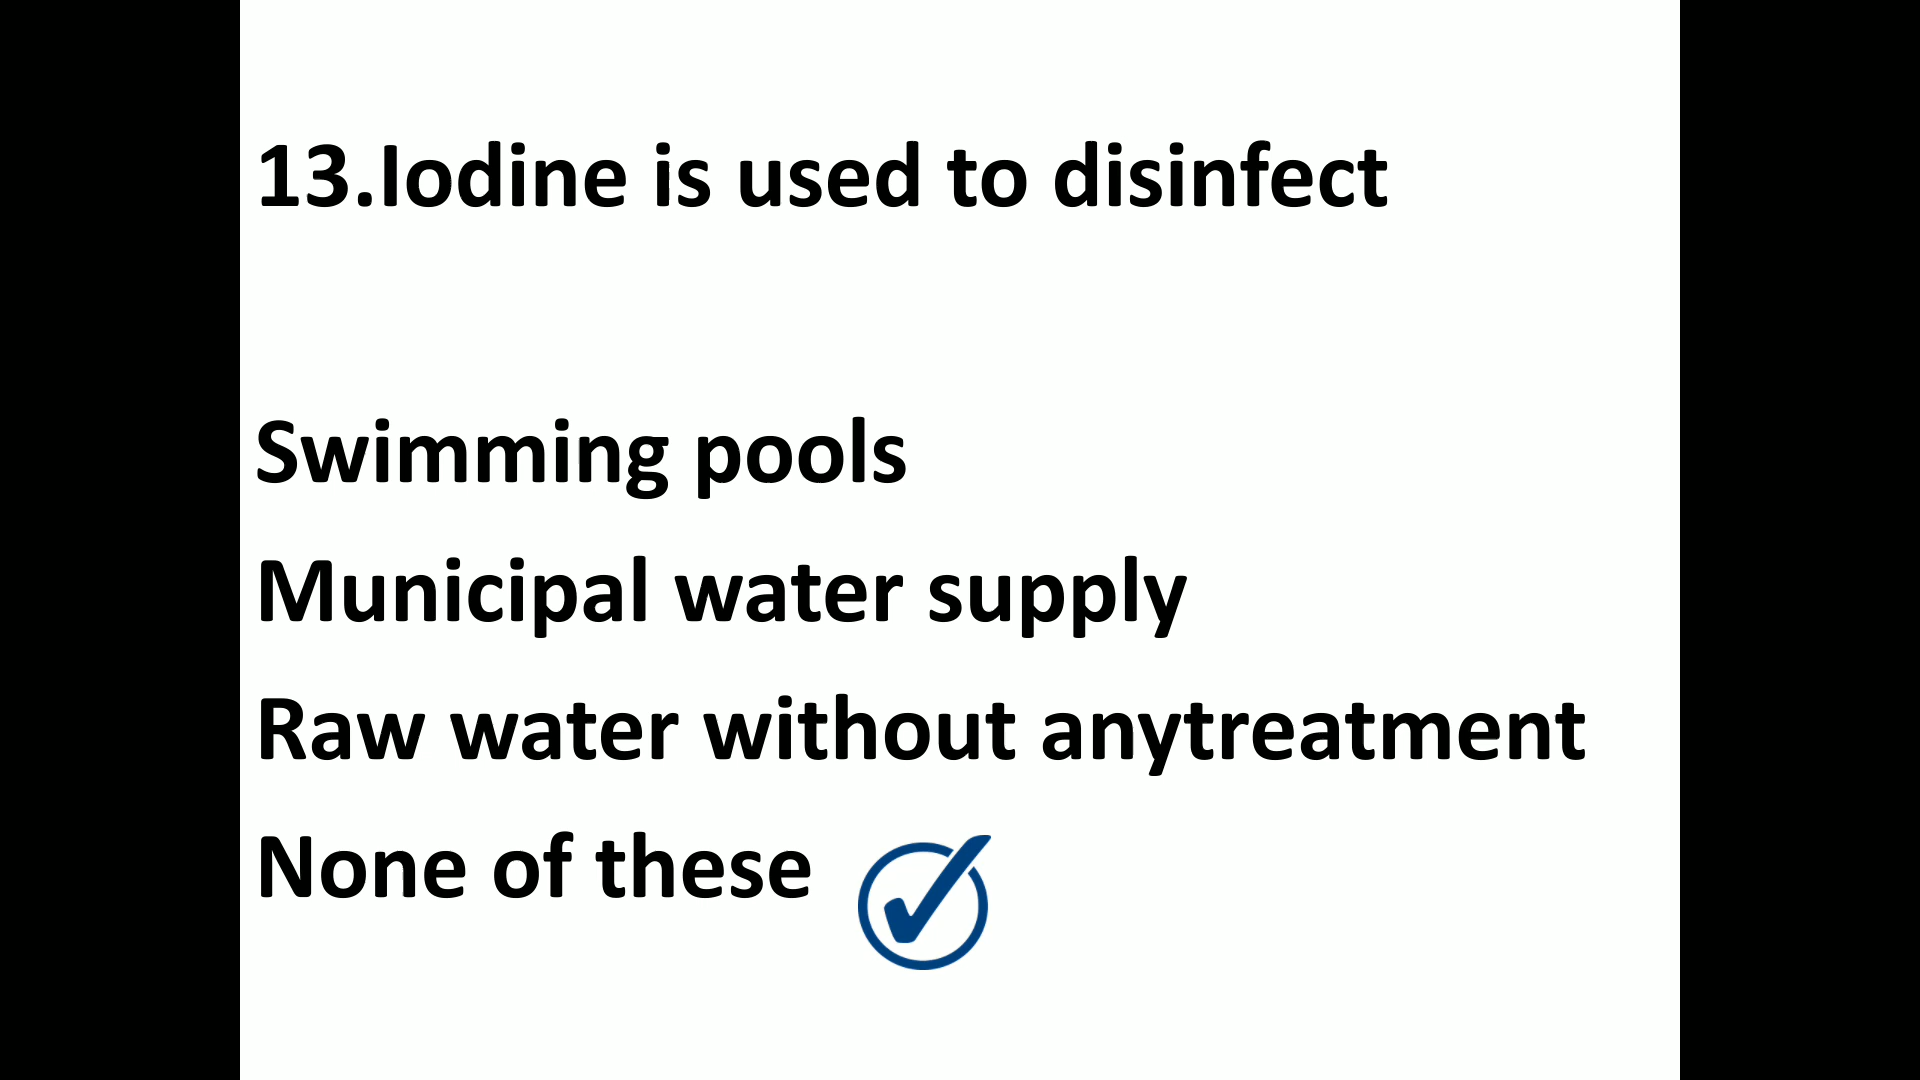 13.Iodine is used to disinfect
Swimming pools
Municipal water supply
Raw water without anytreatment
None of these